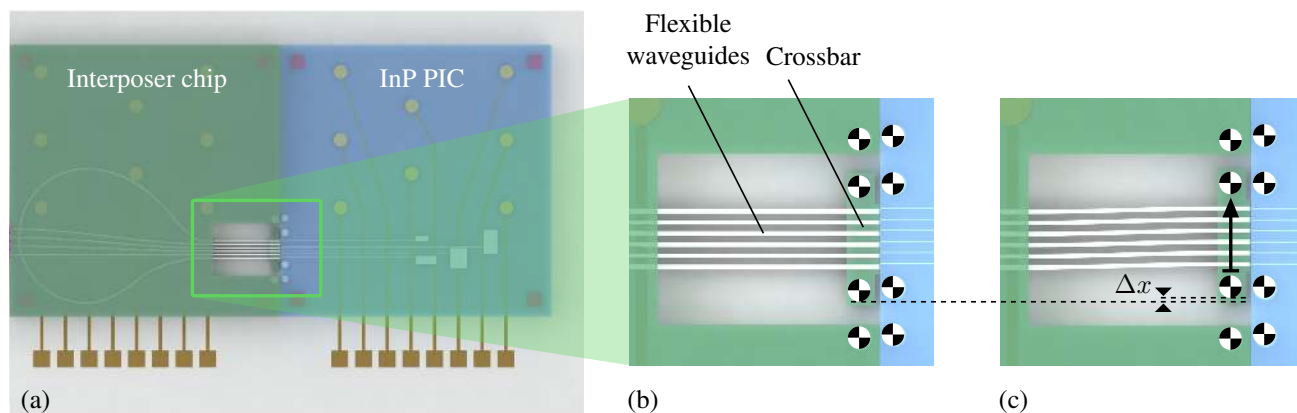 Flexible
waveguides
Crossbar
Interposer chip
InP PIC
Δx
(a)
(b)
(c)